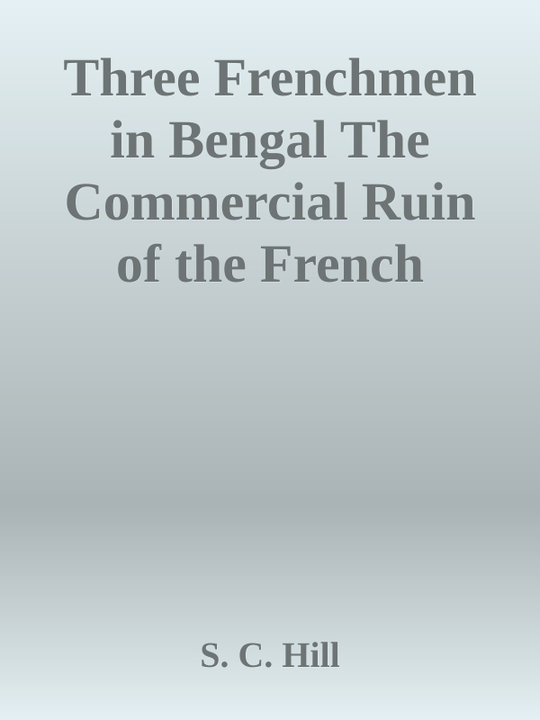 Three Frenchmen
in Bengal The
Commercial Ruin
of the French
S. C. Hill